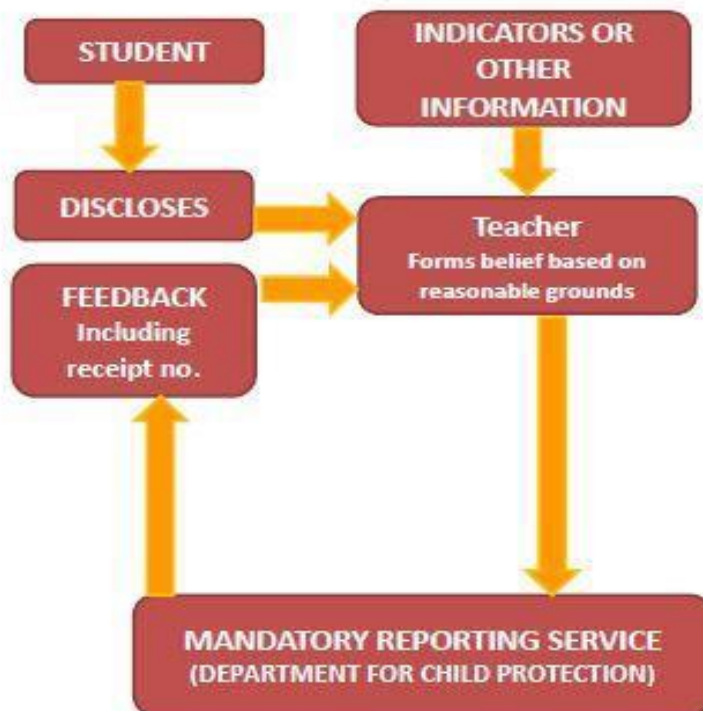 STUDENT
INDICATORS OR
OTHER
INFORMATION
DISCLOSES
Teacher
Forms belief based on
reasonable grounds
FEEDBACK
Including
receipt no.
MANDATORY REPORTING SERVICE
(DEPARTMENT FOR CHILD PROTECTION)